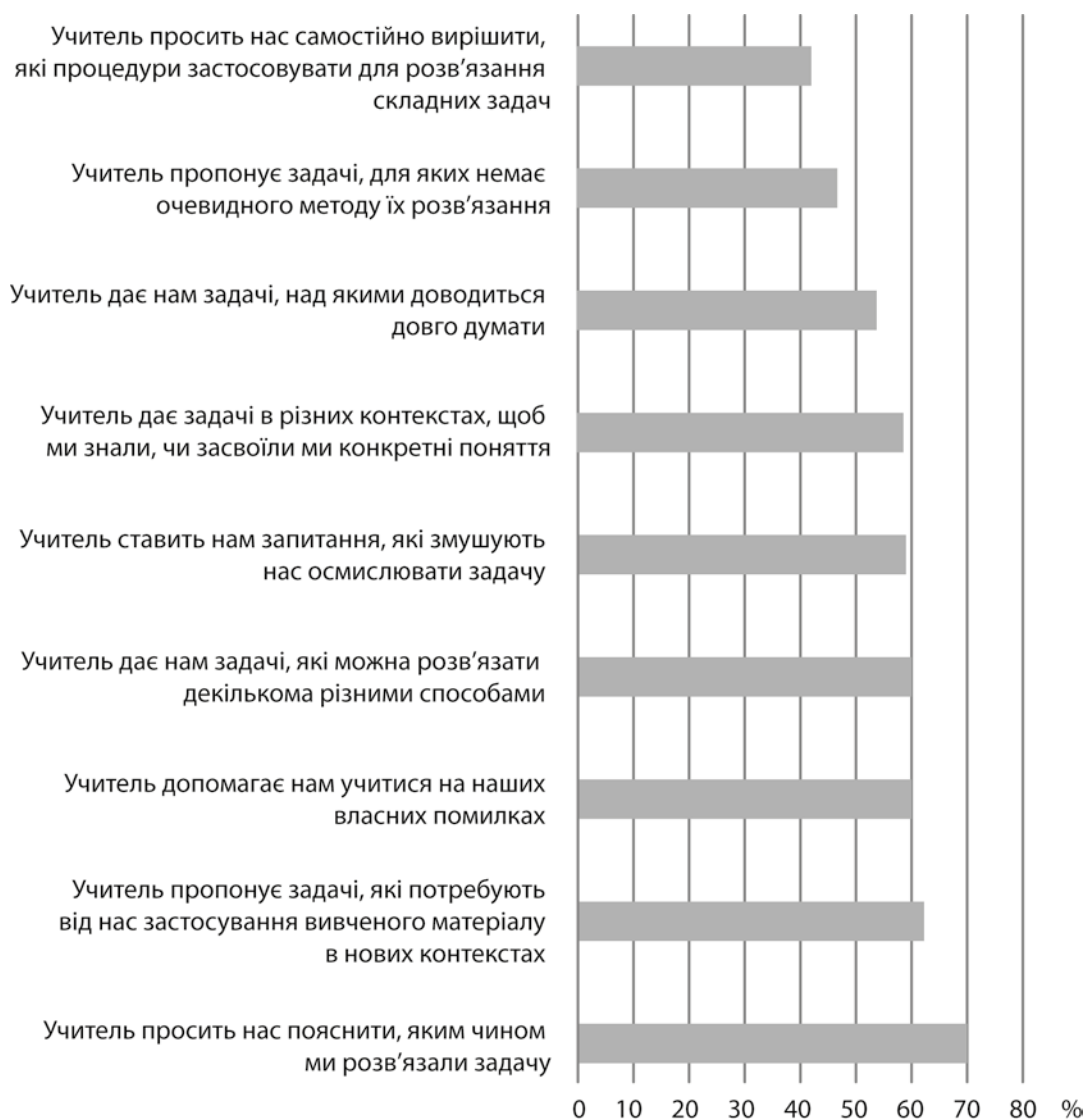 Учитель просить нас самостійно вирішити,
які процедури застосовувати для розв’язання
складних задач
Учитель пропонує задачі, для яких немає
очевидного методу їх розв’язання
Учитель дає нам задачі, над якими доводиться
довго думати
Учитель дає задачі в різних контекстах, щоб
ми знали, чи засвоїли ми конкретні поняття
Учитель ставить нам запитання, які змушують
нас осмислювати задачу
Учитель дає нам задачі, які можна розв’язати
декількома різними способами
Учитель допомагає нам учитися на наших
власних помилках
Учитель пропонує задачі, які потребують
від нас застосування вивченого матеріалу
в нових контекстах
Учитель просить нас пояснити, яким чином
ми розв’язали задачу
0 10 20 30 40 50 60 70 80 %